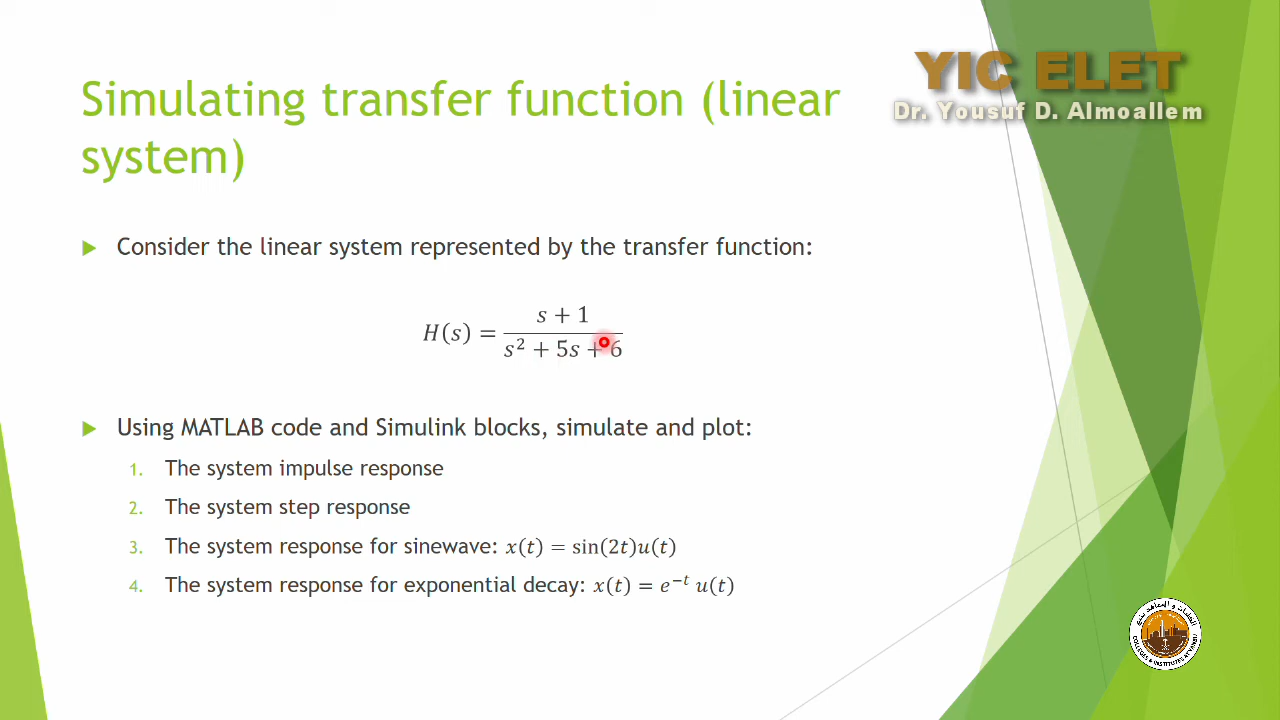 YIC ELET
Dr. Yousuf D. Almoallem
Simulating transfer function (linear
system)
Consider the linear system represented by the transfer function:
H(s) = (s + 1) / (s² + 5s + 6)
Using MATLAB code and Simulink blocks, simulate and plot:
1. The system impulse response
2. The system step response
3. The system response for sinewave: x(t) = sin(2t)u(t)
4. The system response for exponential decay: x(t) = e⁻ᵗ u(t)